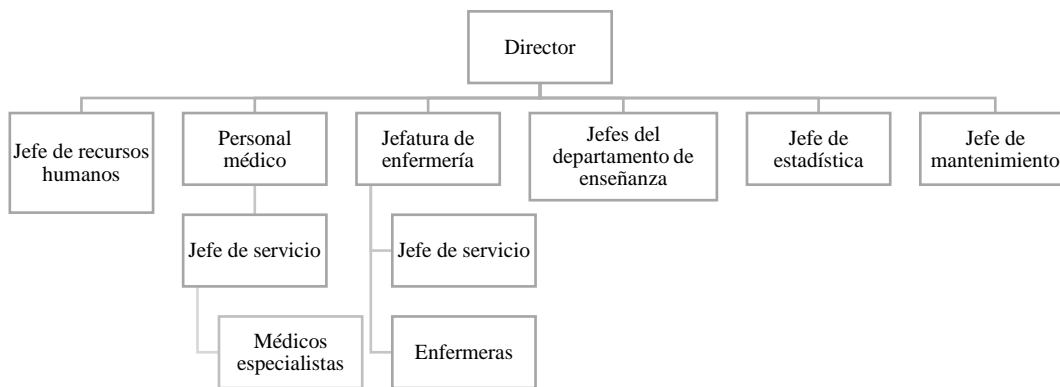 Director
Jefe de recursos
humanos
Personal
médico
Jefatura de
enfermería
Jefes del
departamento de
enseñanza
Jefe de
estadística
Jefe de
mantenimiento
Jefe de servicio
Jefe de servicio
Médicos
especialistas
Enfermeras